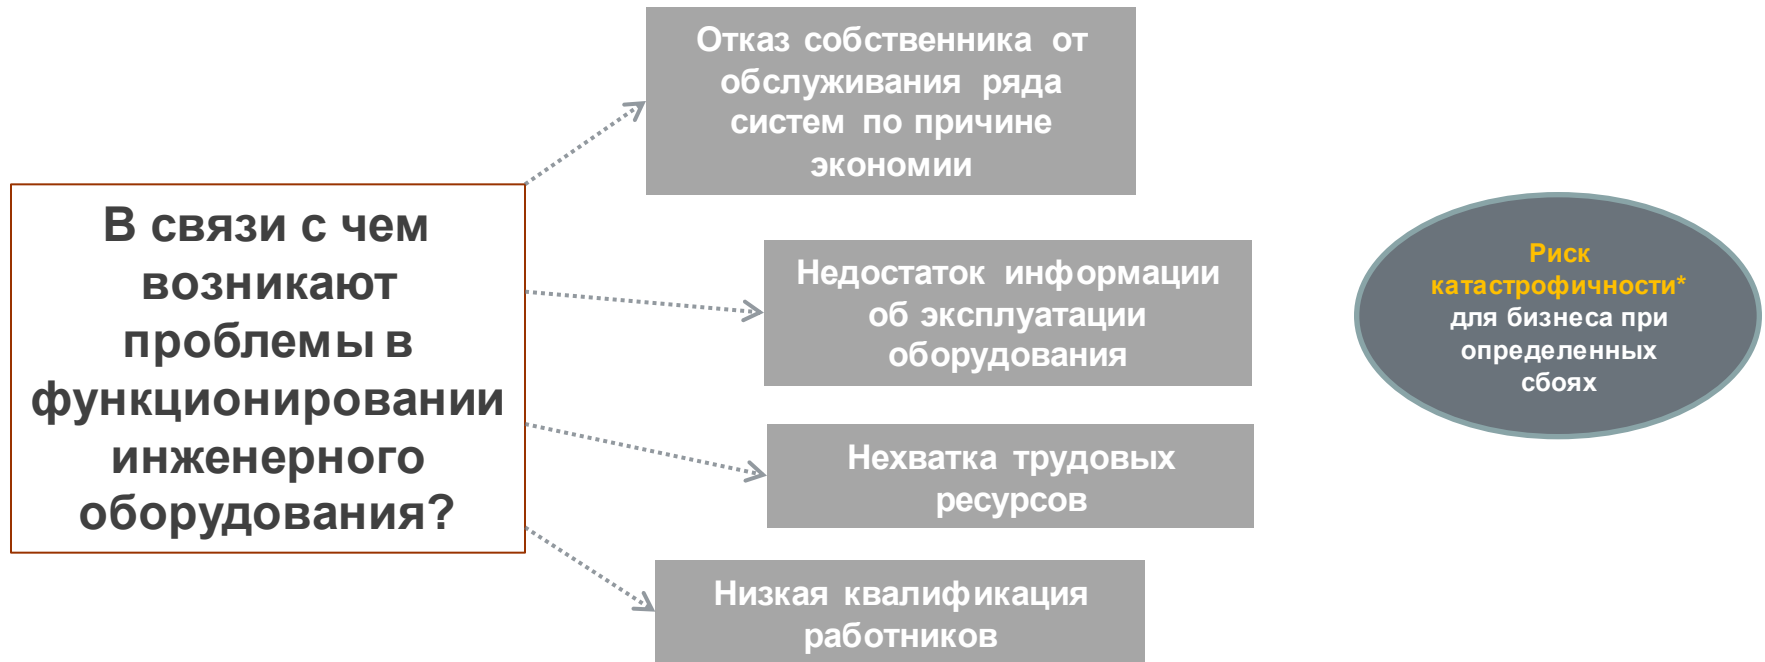 В связи с чем
возникают
проблемы в
функционировании
инженерного
оборудования?
Отказ собственника от
обслуживания ряда
систем по причине
экономии
Недостаток информации
об эксплуатации
оборудования
Нехватка трудовых
ресурсов
Низкая квалификация
работников
Риск
катастрофичности*
для бизнеса при
определенных
сбоях